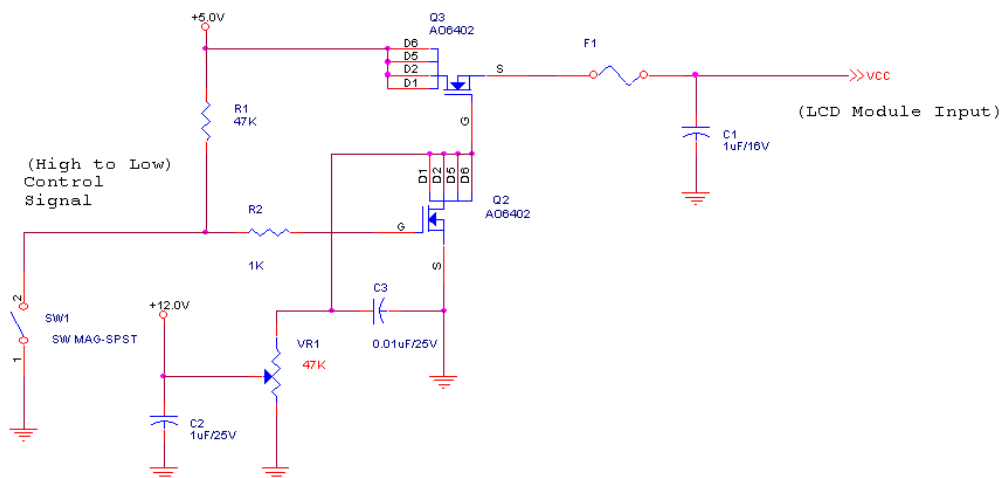 +5.0V
Q3
AO6402
D6
D5
D2
D1
S
G
F1
VCC
(LCD Module Input)
R1
47K
C1
1uF/16V
(High to Low)
Control
Signal
D1
D2
D5
D6
Q2
AO6402
R2
G
1K
S
C3
2
+12.0V
SW1
SW MAG-SPST
VR1
47K
0.01uF/25V
1
C2
1uF/25V